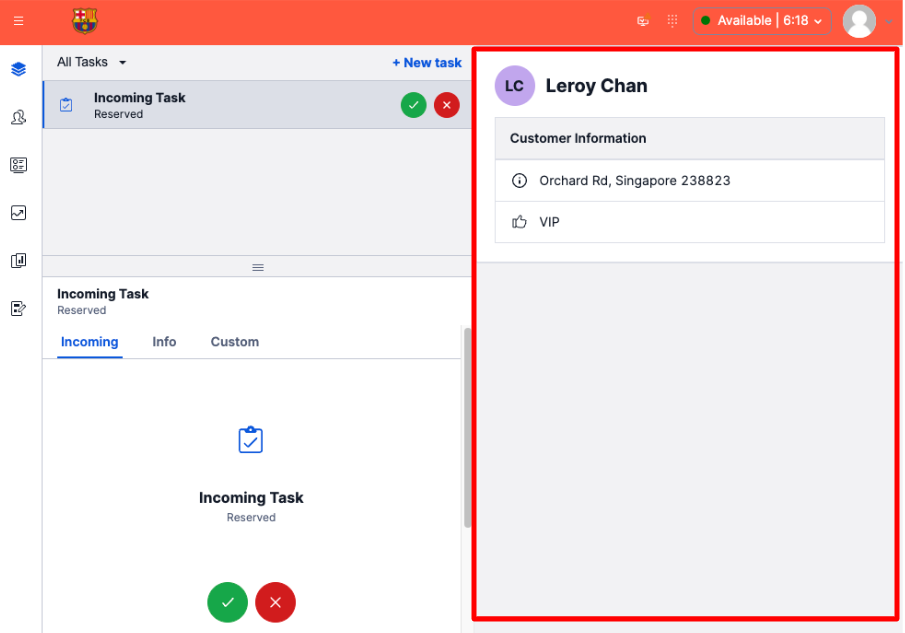 Available | 6:18
All Tasks
+ New task
Incoming Task
Reserved
Incoming Task
Reserved
Incoming
Info
Custom
Incoming Task
Reserved
LC
Leroy Chan
Customer Information
Orchard Rd, Singapore 238823
VIP